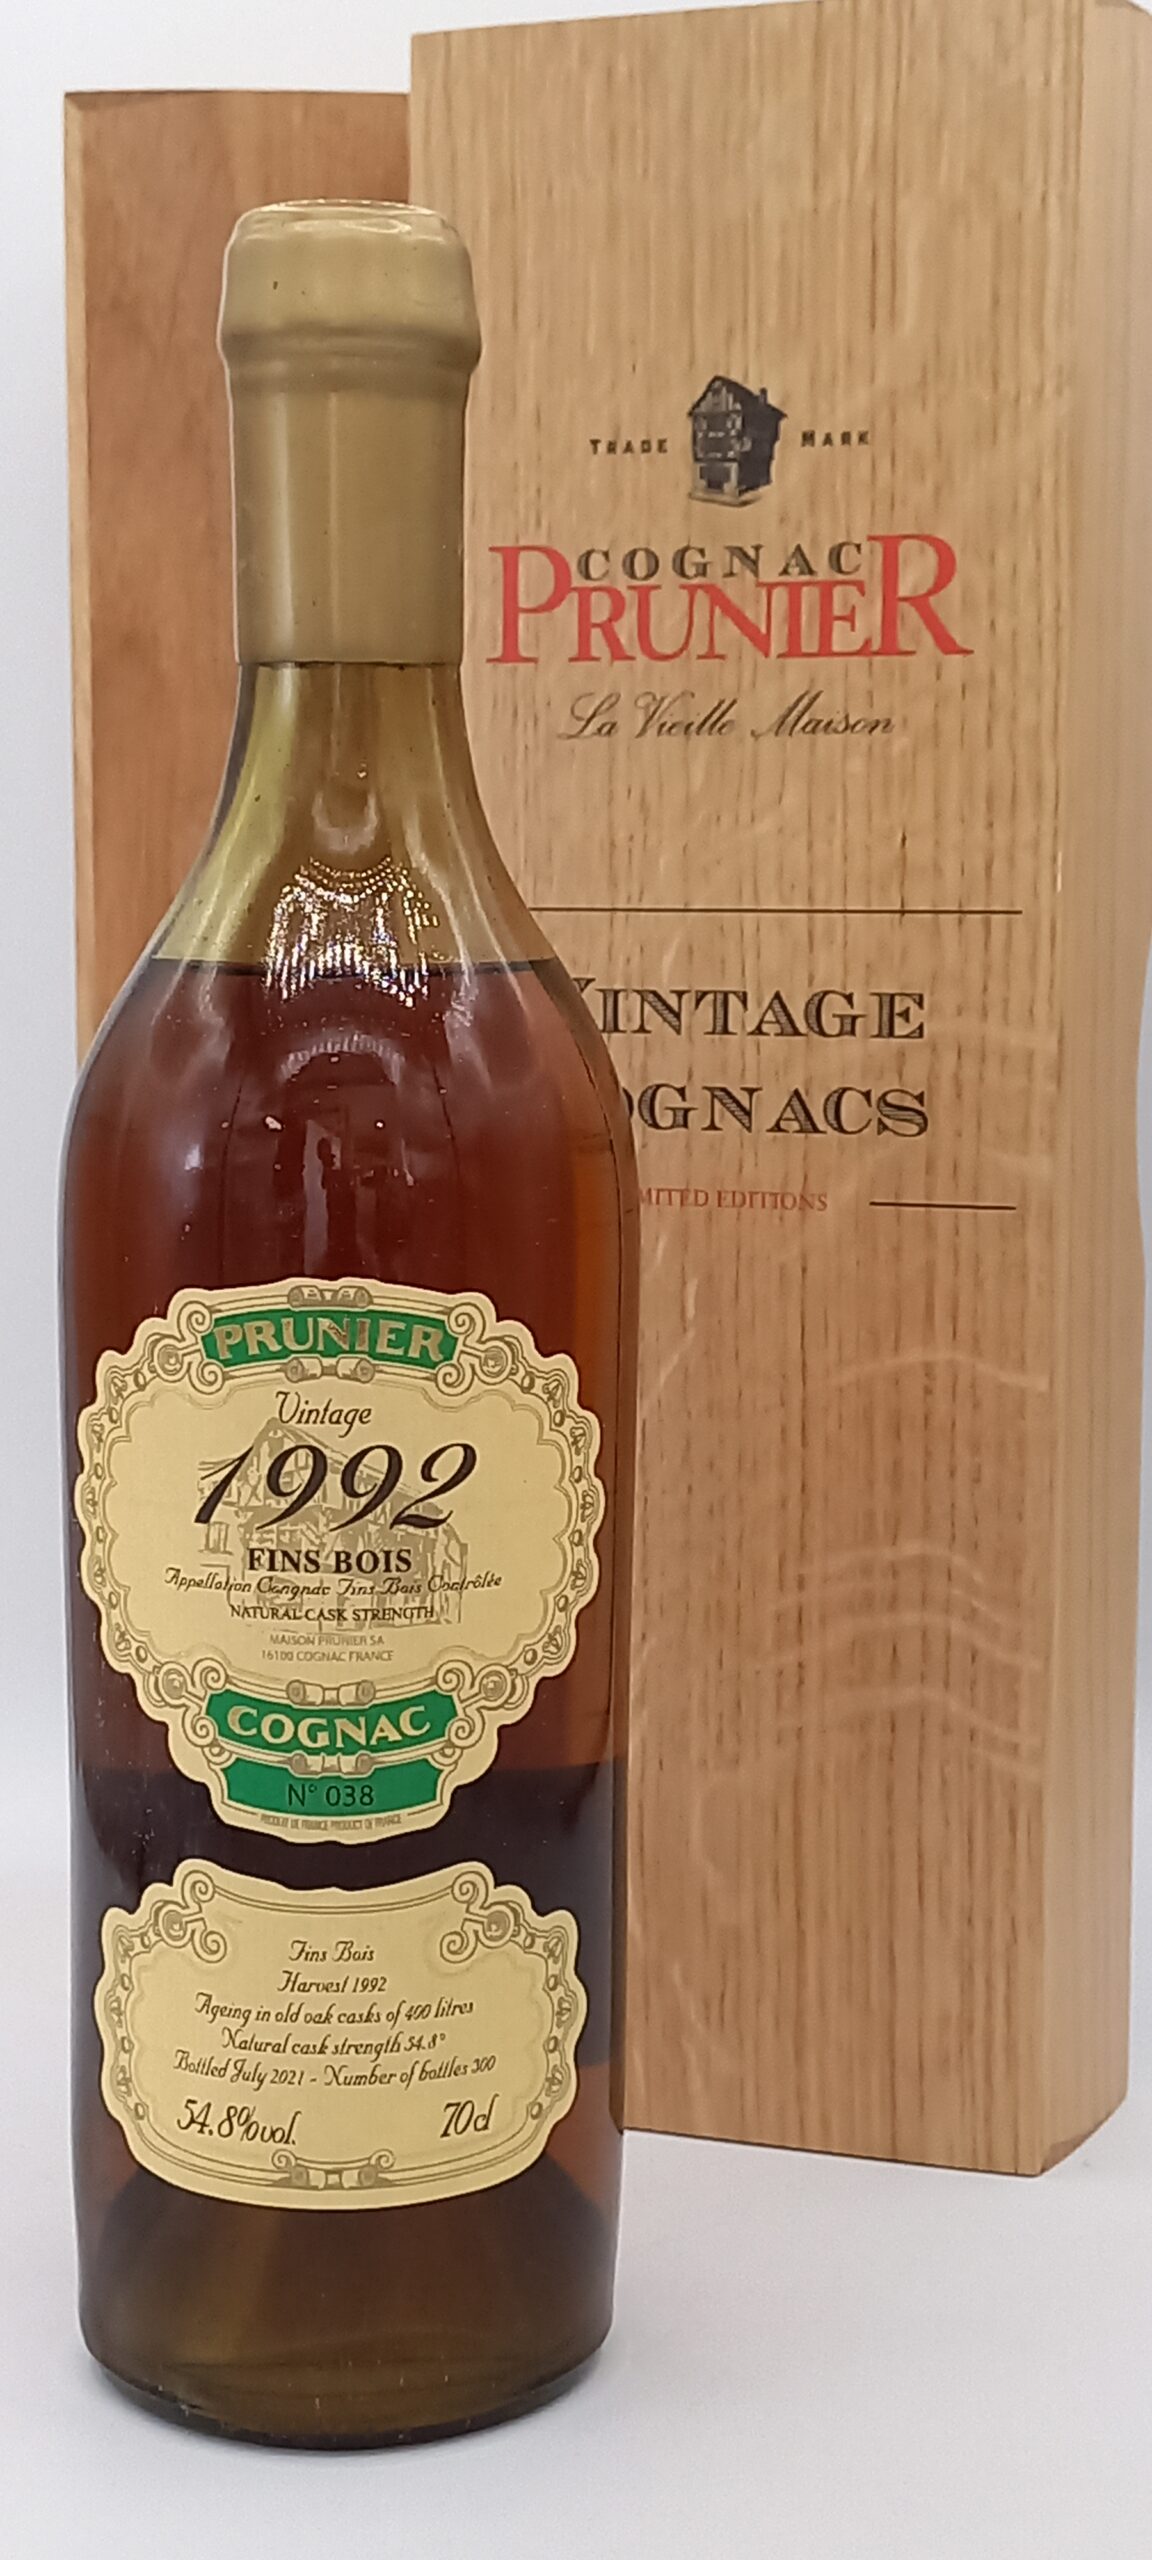 TRADE MARK
COGNAC
PRUNIER
La Vieille Maison
VINTAGE
OGNACS
MITED EDITIONS
PRUNIER
Vintage
1992
FINS BOIS
Appellation Congnac Fins Bois Contrôlée
NATURAL CASK STRENGTH
MAISON PRUNIER SA
16100 COGNAC FRANCE
COGNAC
N° 038
PRODUIT DE FRANCE PRODUCT OF FRANCE
Fins Bois
Harvest 1992
Ageing in old oak casks of 400 litres
Natural cask strength 54.8°
Bottled July 2021 - Number of bottles 300
54.8%vol. 70cl